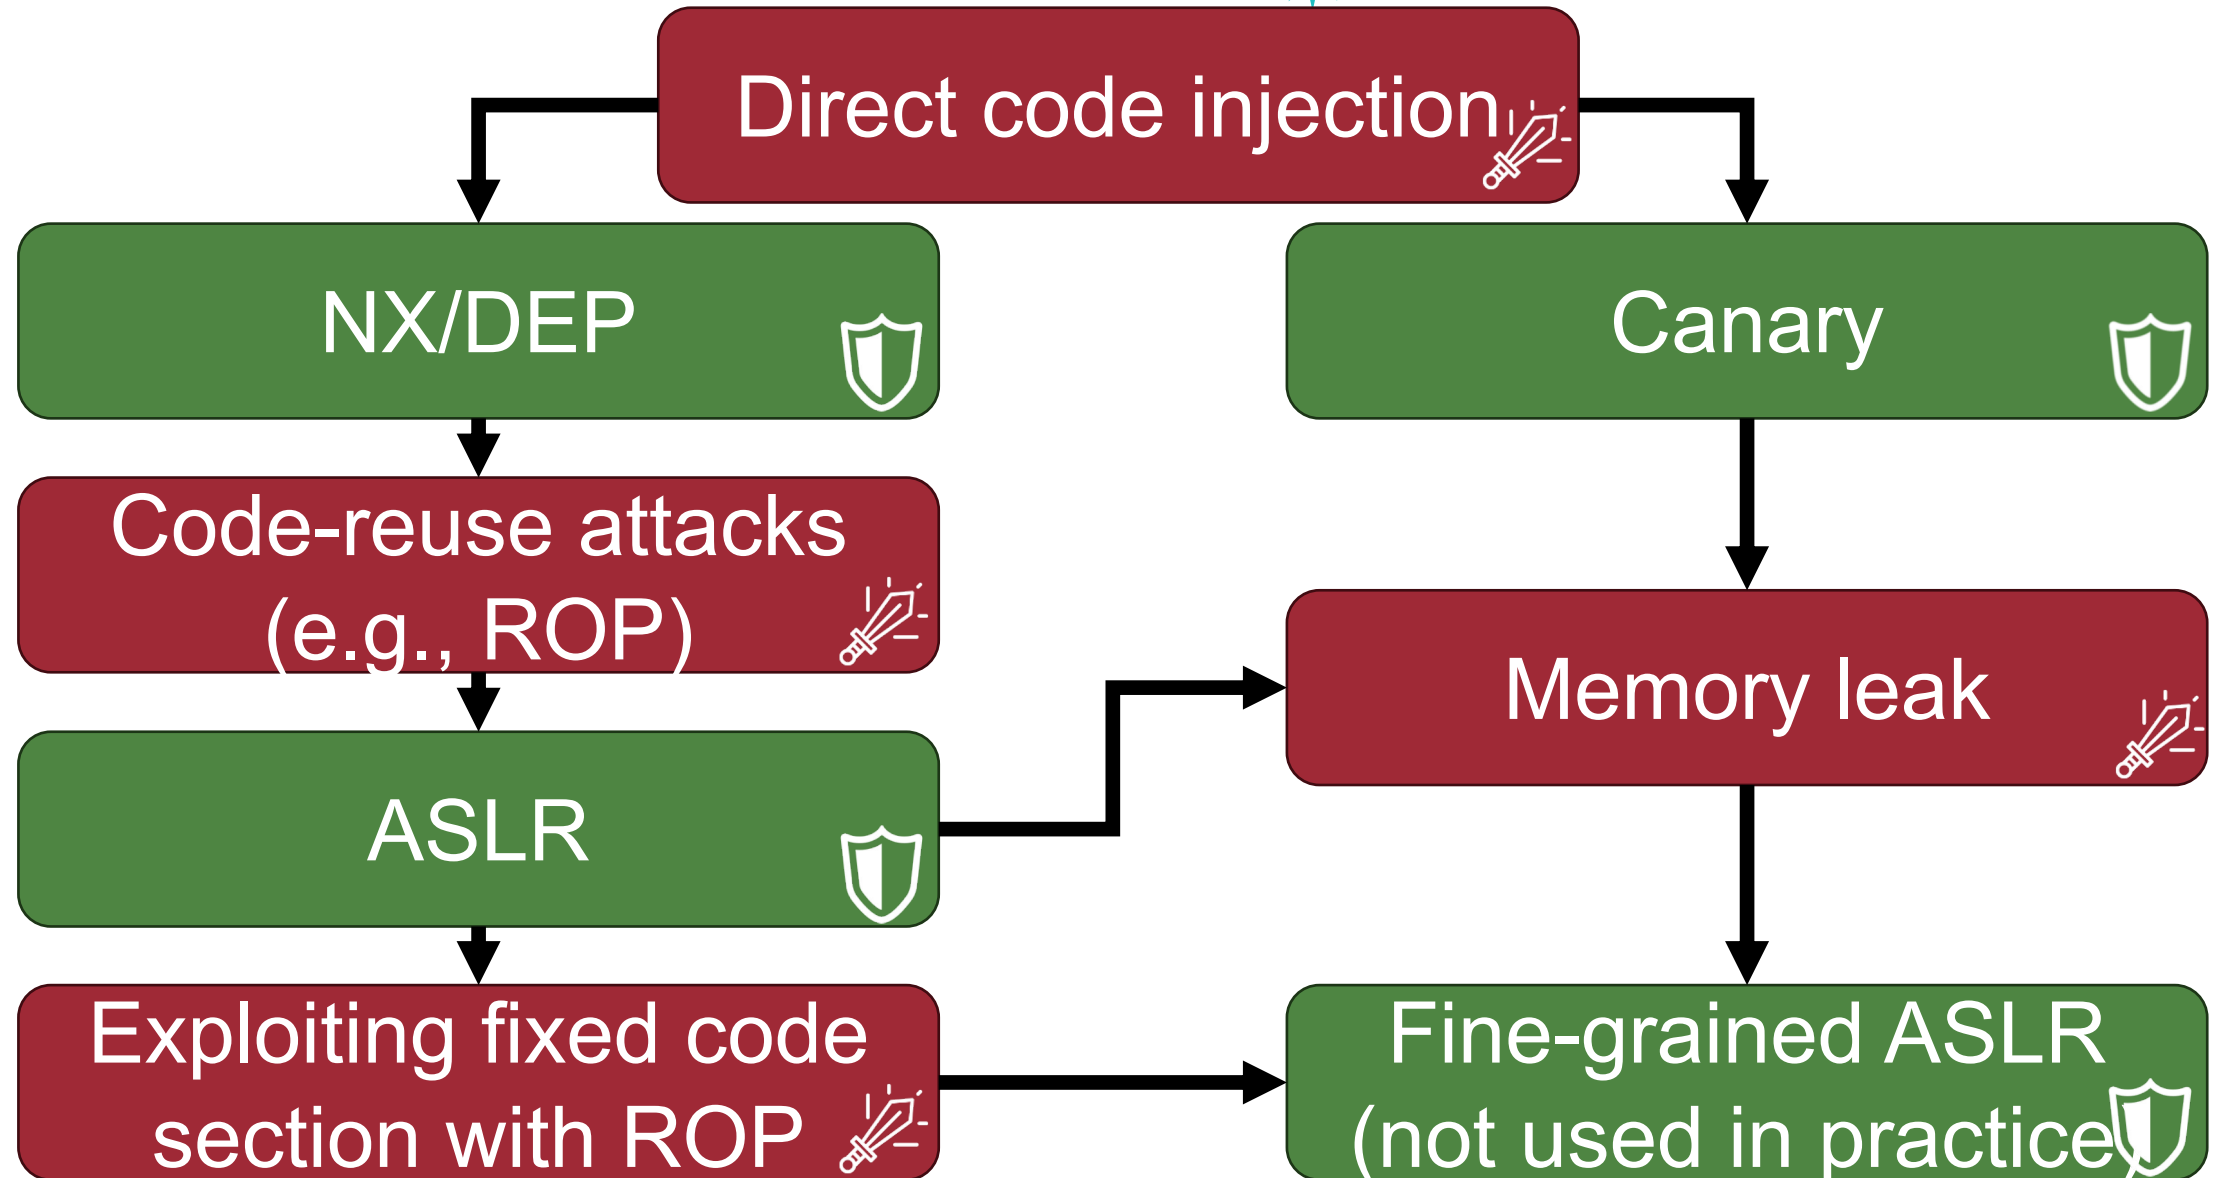 Direct code injection
NX/DEP
Canary
Code-reuse attacks
(e.g., ROP)
Memory leak
ASLR
Exploiting fixed code
section with ROP
Fine-grained ASLR
(not used in practice)